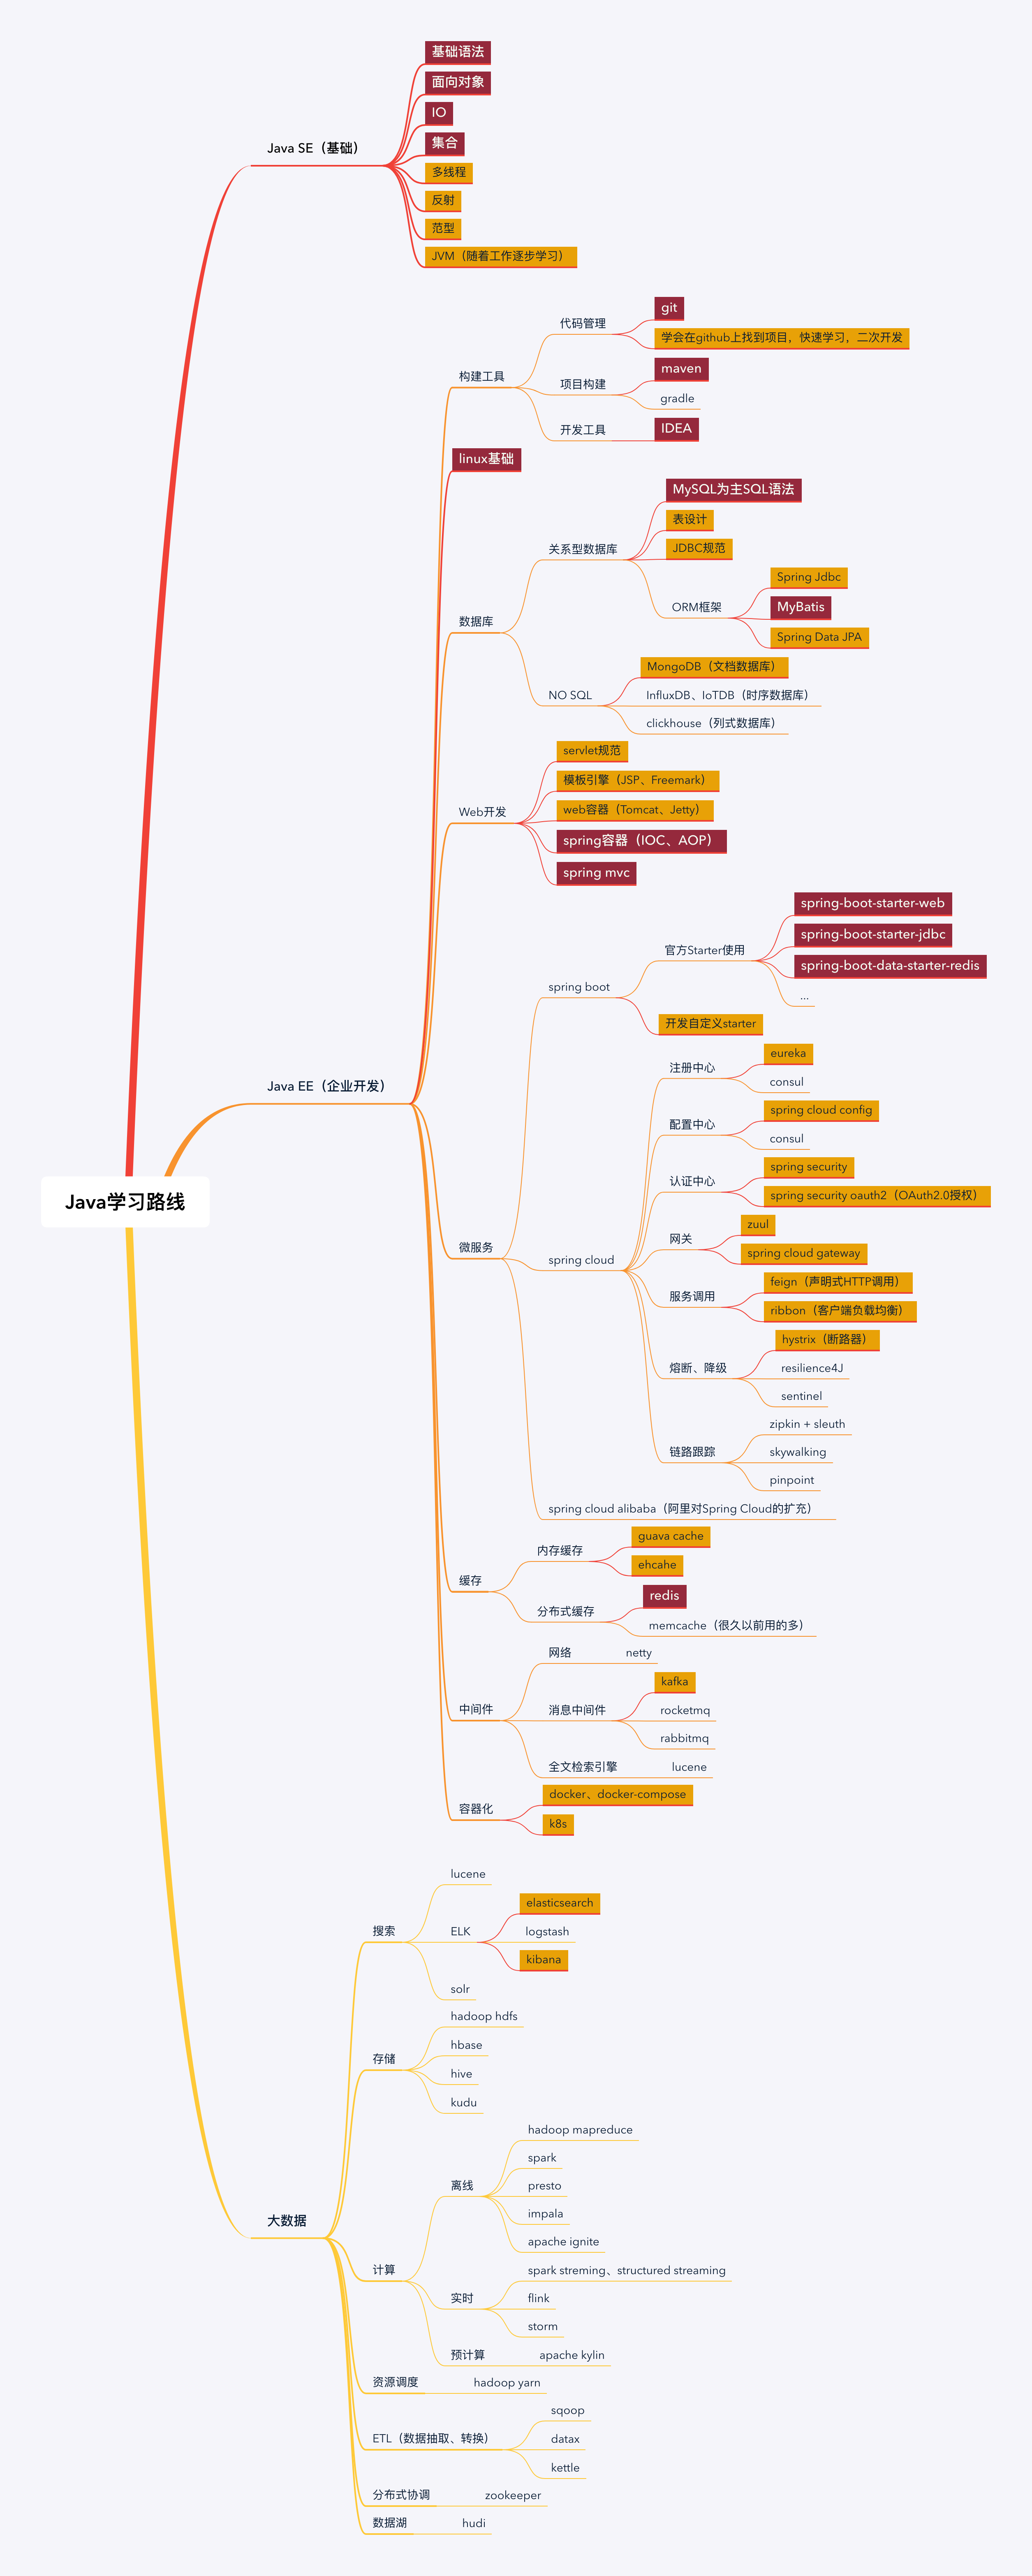 Java学习路线
Java SE（基础）
基础语法
面向对象
IO
集合
多线程
反射
范型
JVM（随着工作逐步学习）
Java EE（企业开发）
构建工具
代码管理
git
学会在github上找到项目，快速学习，二次开发
项目构建
maven
gradle
开发工具
IDEA
linux基础
数据库
关系型数据库
MySQL为主SQL语法
表设计
JDBC规范
ORM框架
Spring Jdbc
MyBatis
Spring Data JPA
NO SQL
MongoDB（文档数据库）
InfluxDB、IoTDB（时序数据库）
clickhouse（列式数据库）
Web开发
servlet规范
模板引擎（JSP、Freemark）
web容器（Tomcat、Jetty）
spring容器（IOC、AOP）
spring mvc
微服务
spring boot
官方Starter使用
spring-boot-starter-web
spring-boot-starter-jdbc
spring-boot-data-starter-redis
...
开发自定义starter
spring cloud
注册中心
eureka
consul
配置中心
spring cloud config
consul
认证中心
spring security
spring security oauth2（OAuth2.0授权）
网关
zuul
spring cloud gateway
服务调用
feign（声明式HTTP调用）
ribbon（客户端负载均衡）
熔断、降级
hystrix（断路器）
resilience4J
sentinel
链路跟踪
zipkin + sleuth
skywalking
pinpoint
spring cloud alibaba（阿里对Spring Cloud的扩充）
缓存
内存缓存
guava cache
ehcahe
分布式缓存
redis
memcache（很久以前用的多）
中间件
网络
netty
消息中间件
kafka
rocketmq
rabbitmq
全文检索引擎
lucene
容器化
docker、docker-compose
k8s
大数据
搜索
lucene
ELK
elasticsearch
logstash
kibana
solr
存储
hadoop hdfs
hbase
hive
kudu
计算
离线
hadoop mapreduce
spark
presto
impala
apache ignite
实时
spark streming、structured streaming
flink
storm
预计算
apache kylin
资源调度
hadoop yarn
ETL（数据抽取、转换）
sqoop
datax
kettle
分布式协调
zookeeper
数据湖
hudi